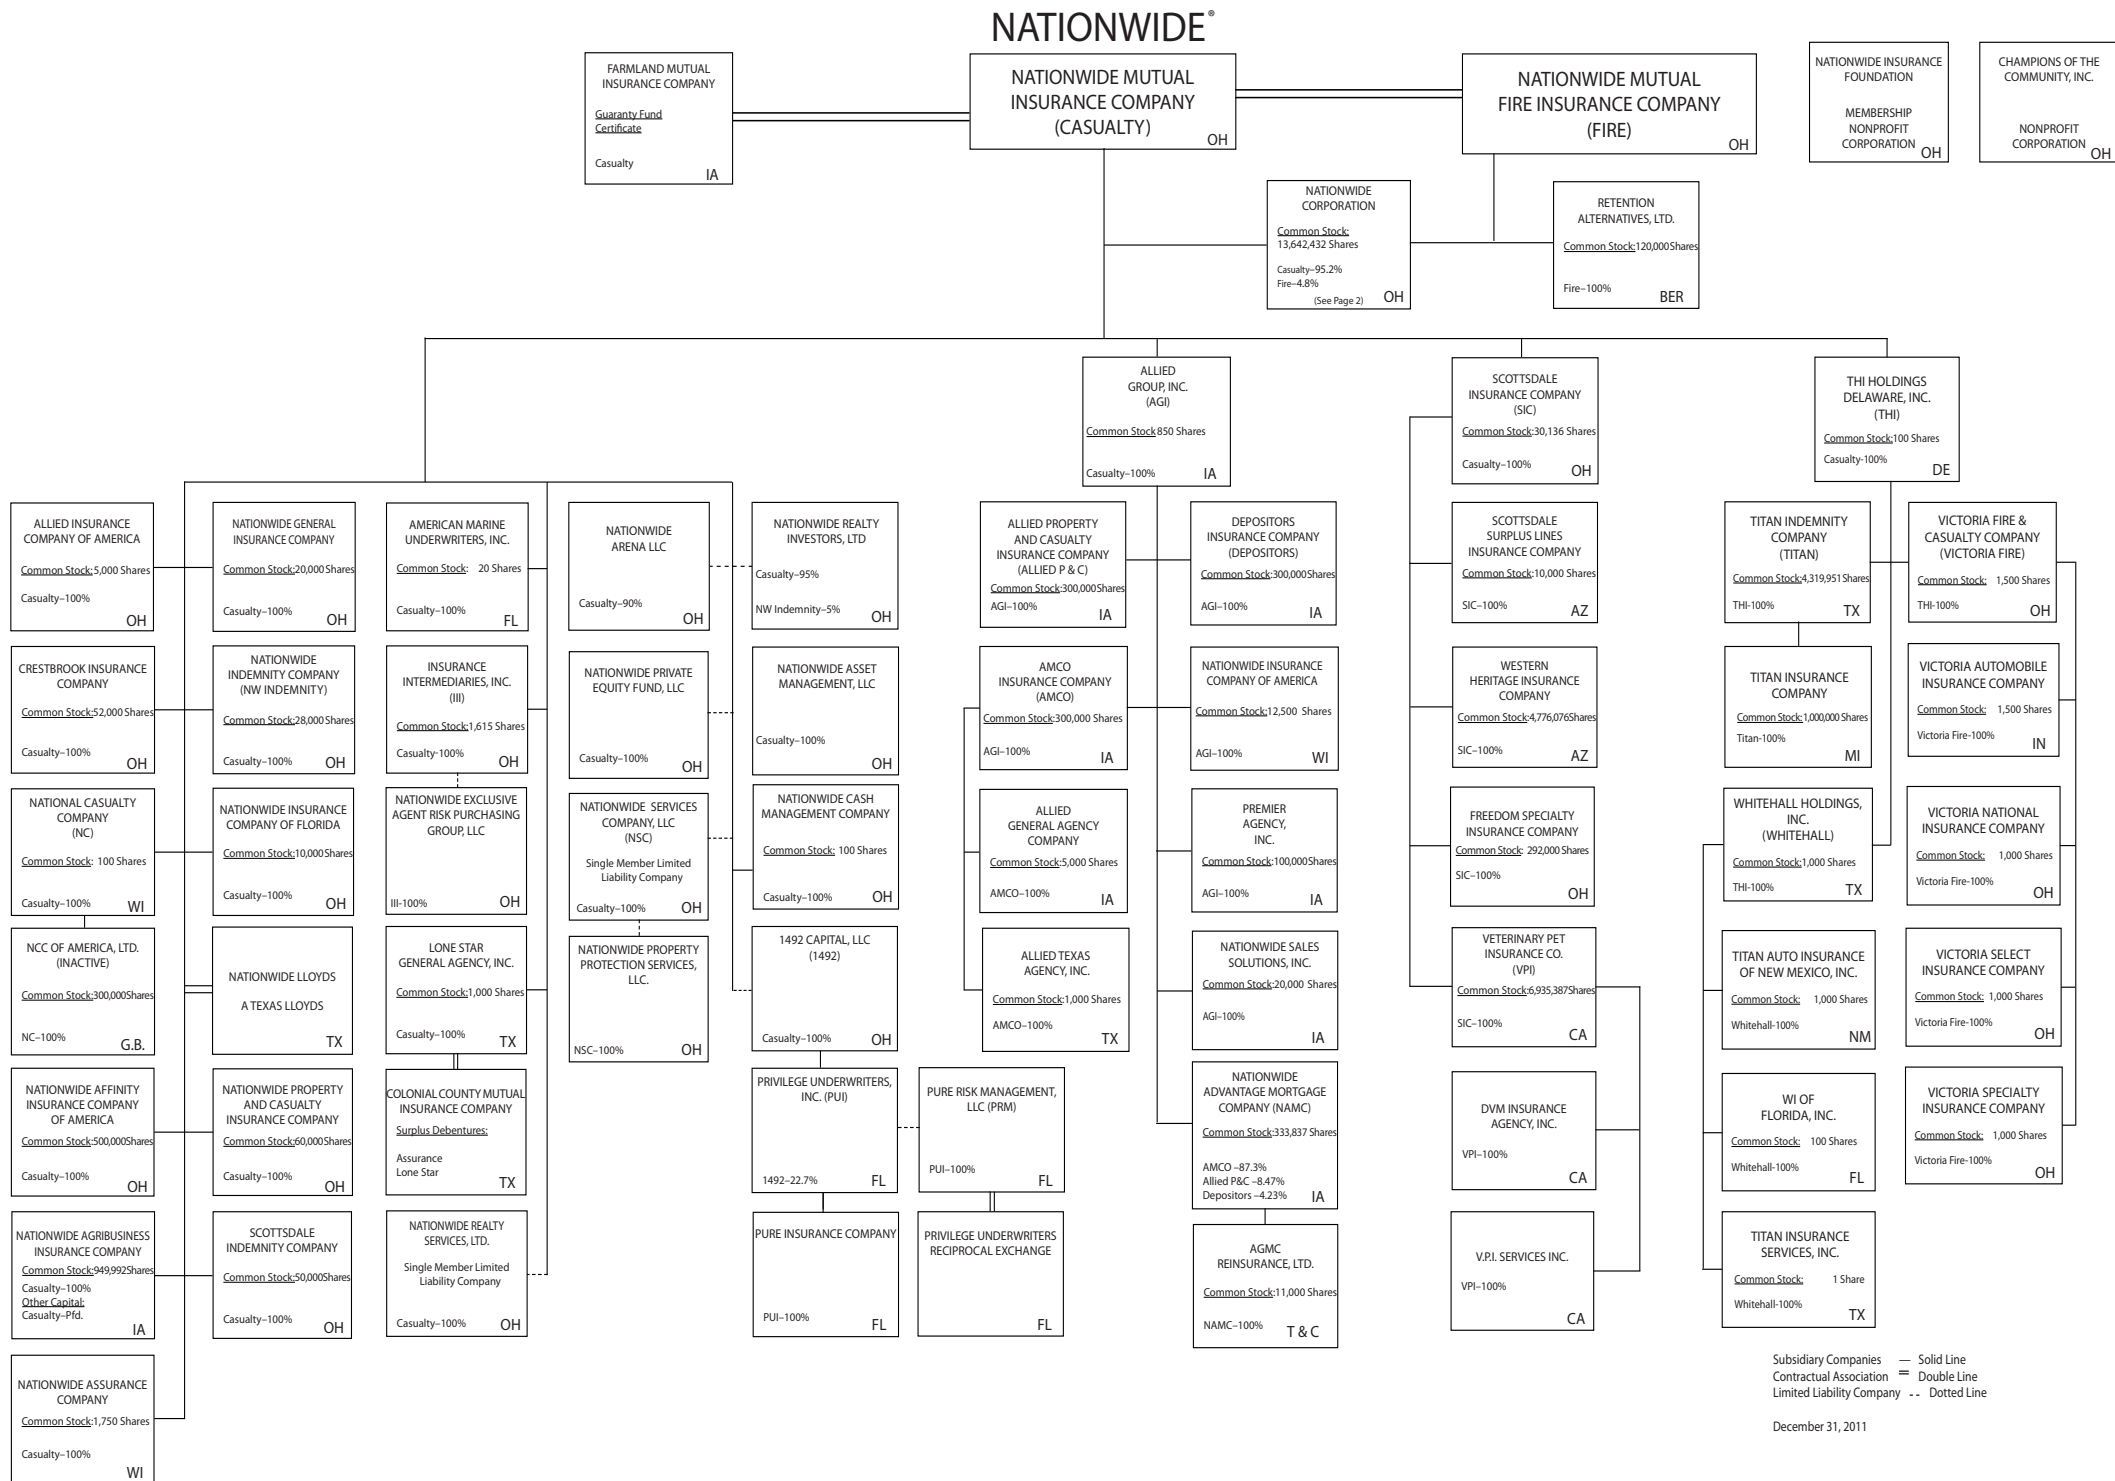 NATIONWIDE®
FARMLAND MUTUAL
INSURANCE COMPANY
Guaranty Fund
Certificate
Casualty
IA
NATIONWIDE MUTUAL
INSURANCE COMPANY
(CASUALTY)
OH
NATIONWIDE MUTUAL
FIRE INSURANCE COMPANY
(FIRE)
OH
NATIONWIDE INSURANCE
FOUNDATION
MEMBERSHIP
NONPROFIT
CORPORATION
OH
CHAMPIONS OF THE
COMMUNITY, INC.
NONPROFIT
CORPORATION
OH
NATIONWIDE
CORPORATION
Common Stock:
13,642,432 Shares
Casualty–95.2%
Fire–4.8%
(See Page 2)
OH
RETENTION
ALTERNATIVES, LTD.
Common Stock:120,000Shares
Fire–100%
BER
ALLIED
GROUP, INC.
(AGI)
Common Stock 850 Shares
Casualty–100%
IA
SCOTTSDALE
INSURANCE COMPANY
(SIC)
Common Stock:30,136 Shares
Casualty–100%
OH
THI HOLDINGS
DELAWARE, INC.
(THI)
Common Stock:100 Shares
Casualty-100%
DE
ALLIED INSURANCE
COMPANY OF AMERICA
Common Stock:5,000 Shares
Casualty–100%
OH
NATIONWIDE GENERAL
INSURANCE COMPANY
Common Stock:20,000Shares
Casualty–100%
OH
AMERICAN MARINE
UNDERWRITERS, INC.
Common Stock: 20 Shares
Casualty–100%
FL
NATIONWIDE
ARENA LLC
Casualty–90%
OH
NATIONWIDE REALTY
INVESTORS, LTD
Casualty–95%
NW Indemnity–5%
OH
ALLIED PROPERTY
AND CASUALTY
INSURANCE COMPANY
(ALLIED P & C)
Common Stock:300,000Shares
AGI–100%
IA
DEPOSITORS
INSURANCE COMPANY
(DEPOSITORS)
Common Stock:300,000Shares
AGI–100%
IA
SCOTTSDALE
SURPLUS LINES
INSURANCE COMPANY
Common Stock:10,000 Shares
SIC–100%
AZ
TITAN INDEMNITY
COMPANY
(TITAN)
Common Stock:4,319,951Shares
THI-100%
TX
VICTORIA FIRE &
CASUALTY COMPANY
(VICTORIA FIRE)
Common Stock: 1,500 Shares
THI-100%
OH
CRESTBROOK INSURANCE
COMPANY
Common Stock:52,000Shares
Casualty–100%
OH
NATIONWIDE
INDEMNITY COMPANY
(NW INDEMNITY)
Common Stock:28,000Shares
Casualty–100%
OH
INSURANCE
INTERMEDIARIES, INC.
(III)
Common Stock:1,615 Shares
Casualty-100%
OH
NATIONWIDE PRIVATE
EQUITY FUND, LLC
Casualty–100%
OH
NATIONWIDE ASSET
MANAGEMENT, LLC
Casualty–100%
OH
AMCO
INSURANCE COMPANY
(AMCO)
Common Stock:300,000 Shares
AGI–100%
IA
NATIONWIDE INSURANCE
COMPANY OF AMERICA
Common Stock:12,500 Shares
AGI–100%
WI
WESTERN
HERITAGE INSURANCE
COMPANY
Common Stock:4,776,076Shares
SIC–100%
AZ
TITAN INSURANCE
COMPANY
Common Stock:1,000,000 Shares
Titan-100%
MI
VICTORIA AUTOMOBILE
INSURANCE COMPANY
Common Stock: 1,500 Shares
Victoria Fire-100%
IN
NATIONAL CASUALTY
COMPANY
(NC)
Common Stock: 100 Shares
Casualty–100%
WI
NATIONWIDE INSURANCE
COMPANY OF FLORIDA
Common Stock:10,000Shares
Casualty–100%
OH
NATIONWIDE EXCLUSIVE
AGENT RISK PURCHASING
GROUP, LLC
III-100%
OH
NATIONWIDE SERVICES
COMPANY, LLC
(NSC)
Single Member Limited
Liability Company
Casualty–100%
OH
NATIONWIDE CASH
MANAGEMENT COMPANY
Common Stock: 100 Shares
Casualty–100%
OH
ALLIED
GENERAL AGENCY
COMPANY
Common Stock:5,000 Shares
AMCO–100%
IA
PREMIER
AGENCY,
INC.
Common Stock:100,000Shares
AGI–100%
IA
FREEDOM SPECIALTY
INSURANCE COMPANY
Common Stock: 292,000 Shares
SIC–100%
OH
WHITEHALL HOLDINGS,
INC.
(WHITEHALL)
Common Stock:1,000 Shares
THI-100%
TX
VICTORIA NATIONAL
INSURANCE COMPANY
Common Stock: 1,000 Shares
Victoria Fire-100%
OH
NCC OF AMERICA, LTD.
(INACTIVE)
Common Stock:300,000Shares
NC–100%
G.B.
NATIONWIDE LLOYDS
A TEXAS LLOYDS
TX
LONE STAR
GENERAL AGENCY, INC.
Common Stock:1,000 Shares
Casualty–100%
TX
NATIONWIDE PROPERTY
PROTECTION SERVICES,
LLC.
NSC–100%
OH
1492 CAPITAL, LLC
(1492)
Casualty–100%
OH
ALLIED TEXAS
AGENCY, INC.
Common Stock:1,000 Shares
AMCO–100%
TX
NATIONWIDE SALES
SOLUTIONS, INC.
Common Stock:20,000 Shares
AGI–100%
IA
VETERINARY PET
INSURANCE CO.
(VPI)
Common Stock:6,935,387Shares
SIC–100%
CA
TITAN AUTO INSURANCE
OF NEW MEXICO, INC.
Common Stock: 1,000 Shares
Whitehall-100%
NM
VICTORIA SELECT
INSURANCE COMPANY
Common Stock: 1,000 Shares
Victoria Fire-100%
OH
NATIONWIDE AFFINITY
INSURANCE COMPANY
OF AMERICA
Common Stock:500,000Shares
Casualty–100%
OH
NATIONWIDE PROPERTY
AND CASUALTY
INSURANCE COMPANY
Common Stock:60,000Shares
Casualty–100%
OH
COLONIAL COUNTY MUTUAL
INSURANCE COMPANY
Surplus Debentures:
Assurance
Lone Star
TX
PRIVILEGE UNDERWRITERS,
INC. (PUI)
1492–22.7%
FL
PURE RISK MANAGEMENT,
LLC (PRM)
PUI–100%
FL
NATIONWIDE
ADVANTAGE MORTGAGE
COMPANY (NAMC)
Common Stock:333,837 Shares
AMCO –87.3%
Allied P&C –8.47%
Depositors –4.23%
IA
DVM INSURANCE
AGENCY, INC.
VPI–100%
CA
WI OF
FLORIDA, INC.
Common Stock: 100 Shares
Whitehall-100%
FL
VICTORIA SPECIALTY
INSURANCE COMPANY
Common Stock: 1,000 Shares
Victoria Fire-100%
OH
NATIONWIDE AGRIBUSINESS
INSURANCE COMPANY
Common Stock:949,992Shares
Casualty–100%
Other Capital:
Casualty–Pfd.
IA
SCOTTSDALE
INDEMNITY COMPANY
Common Stock:50,000Shares
Casualty–100%
OH
NATIONWIDE REALTY
SERVICES, LTD.
Single Member Limited
Liability Company
Casualty–100%
OH
PURE INSURANCE COMPANY
PUI–100%
FL
PRIVILEGE UNDERWRITERS
RECIPROCAL EXCHANGE
FL
AGMC
REINSURANCE, LTD.
Common Stock:11,000 Shares
NAMC–100%
T & C
V.P.I. SERVICES INC.
VPI–100%
CA
TITAN INSURANCE
SERVICES, INC.
Common Stock: 1 Share
Whitehall-100%
TX
NATIONWIDE ASSURANCE
COMPANY
Common Stock:1,750 Shares
Casualty–100%
WI
Subsidiary Companies — Solid Line
Contractual Association = Double Line
Limited Liability Company -- Dotted Line
December 31, 2011